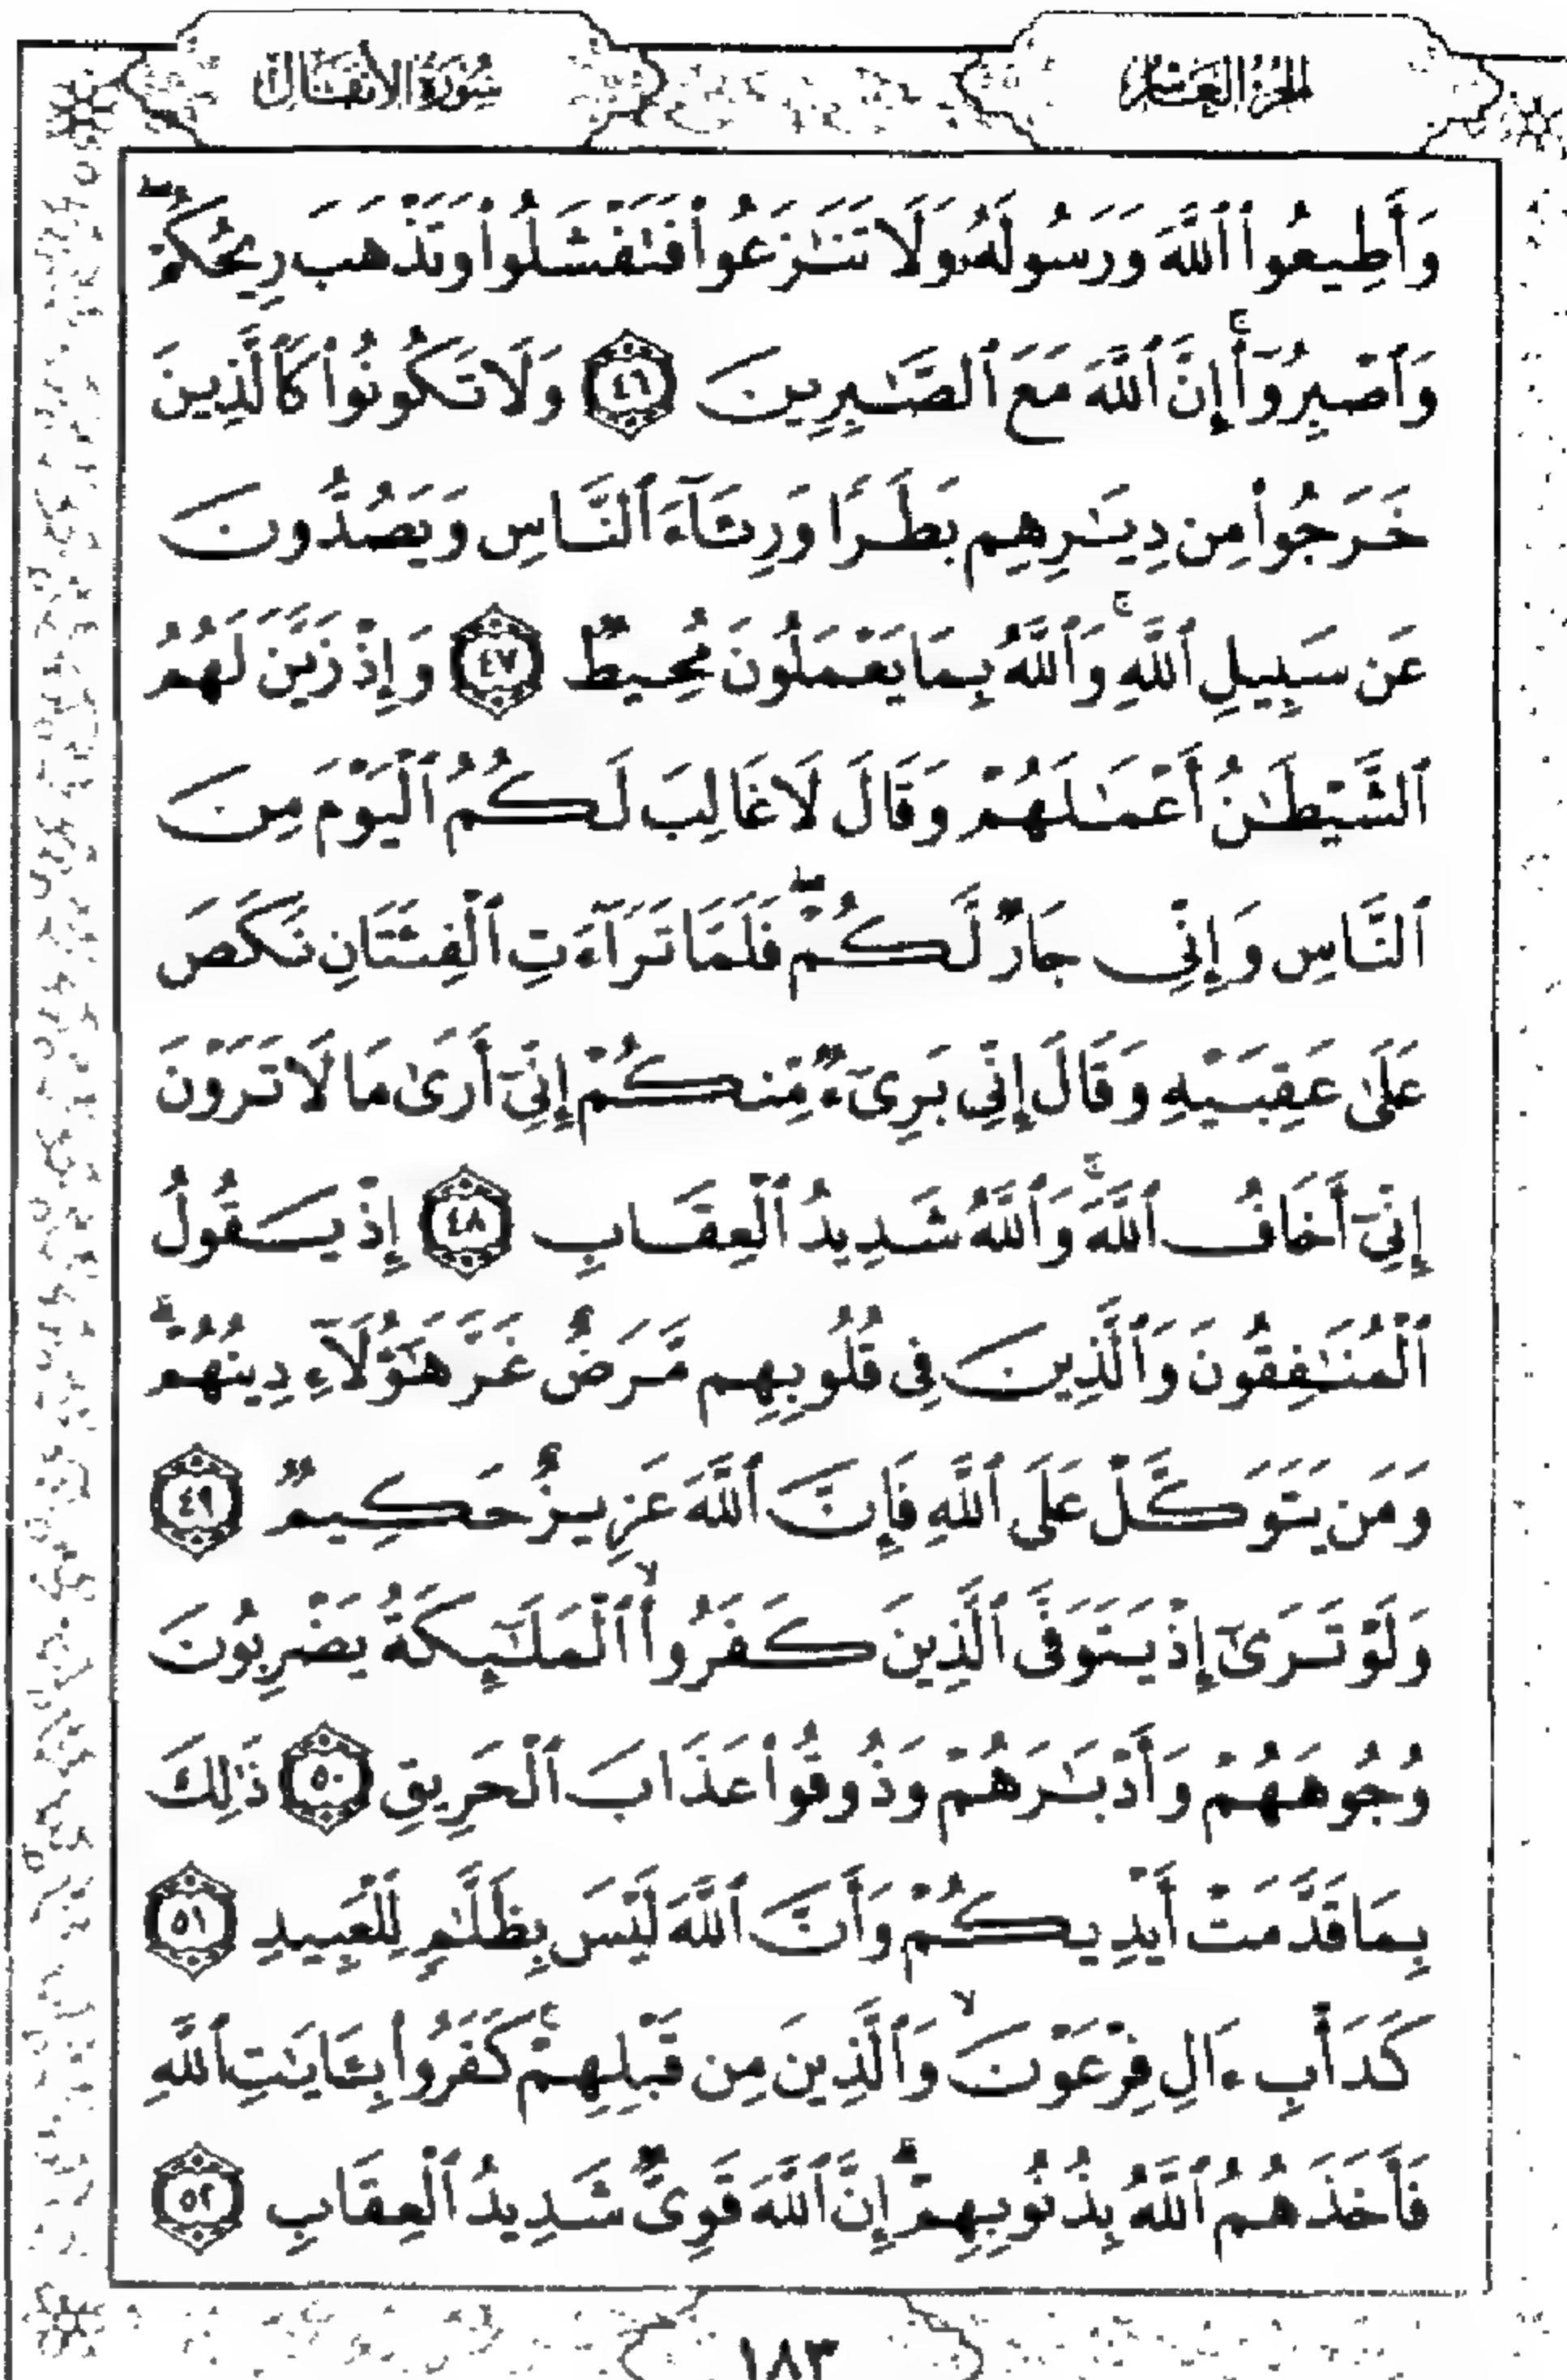 الجزء العاشر
سورة الأنفال
وَأَطِيعُوا۟ ٱللَّهَ وَرَسُولَهُۥ وَلَا تَنَٰزَعُوا۟ فَتَفْشَلُوا۟ وَتَذْهَبَ رِيحُكُمْ ۖ
وَٱصْبِرُوٓا۟ ۚ إِنَّ ٱللَّهَ مَعَ ٱلصَّٰبِرِينَ ٤٦ وَلَا تَكُونُوا۟ كَٱلَّذِينَ
خَرَجُوا۟ مِن دِيَٰرِهِم بَطَرًا وَرِئَآءَ ٱلنَّاسِ وَيَصُدُّونَ
عَن سَبِيلِ ٱللَّهِ ۚ وَٱللَّهُ بِمَا يَعْمَلُونَ مُحِيطٌ ٤٧ وَإِذْ زَيَّنَ لَهُمُ
ٱلشَّيْطَٰنُ أَعْمَٰلَهُمْ وَقَالَ لَا غَالِبَ لَكُمُ ٱلْيَوْمَ مِنَ
ٱلنَّاسِ وَإِنِّى جَارٌ لَّكُمْ ۖ فَلَمَّا تَرَآءَتِ ٱلْفِئَتَانِ نَكَصَ
عَلَىٰ عَقِبَيْهِ وَقَالَ إِنِّى بَرِىٓءٌ مِّنكُمْ إِنِّىٓ أَرَىٰ مَا لَا تَرَوْنَ
إِنِّىٓ أَخَافُ ٱللَّهَ ۚ وَٱللَّهُ شَدِيدُ ٱلْعِقَابِ ٤٨ إِذْ يَقُولُ
ٱلْمُنَٰفِقُونَ وَٱلَّذِينَ فِى قُلُوبِهِم مَّرَضٌ غَرَّ هَٰٓؤُلَآءِ دِينُهُمْ ۗ
وَمَن يَتَوَكَّلْ عَلَى ٱللَّهِ فَإِنَّ ٱللَّهَ عَزِيزٌ حَكِيمٌ ٤٩
وَلَوْ تَرَىٰٓ إِذْ يَتَوَفَّى ٱلَّذِينَ كَفَرُوا۟ ۙ ٱلْمَلَٰٓئِكَةُ يَضْرِبُونَ
وُجُوهَهُمْ وَأَدْبَٰرَهُمْ وَذُوقُوا۟ عَذَابَ ٱلْحَرِيقِ ٥٠ ذَٰلِكَ
بِمَا قَدَّمَتْ أَيْدِيكُمْ وَأَنَّ ٱللَّهَ لَيْسَ بِظَلَّٰمٍ لِّلْعَبِيدِ ٥١
كَدَأْبِ ءَالِ فِرْعَوْنَ ۙ وَٱلَّذِينَ مِن قَبْلِهِمْ ۚ كَفَرُوا۟ بِـَٔايَٰتِ ٱللَّهِ
فَأَخَذَهُمُ ٱللَّهُ بِذُنُوبِهِمْ ۗ إِنَّ ٱللَّهَ قَوِىٌّ شَدِيدُ ٱلْعِقَابِ ٥٢
١٨٣